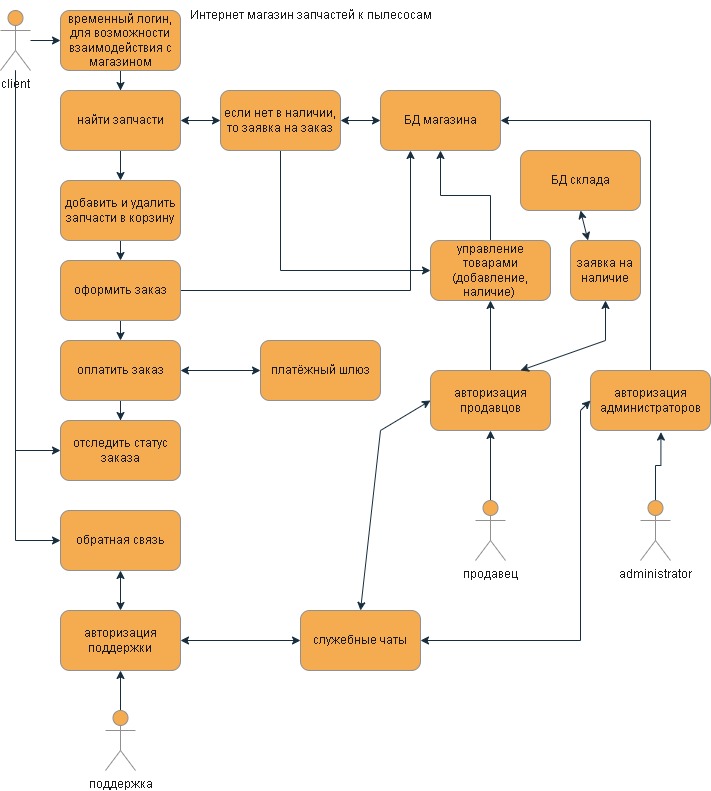 Интернет магазин запчастей к пылесосам
временный логин,
для возможности
взаимодействия с
магазином
client
найти запчасти
если нет в наличии,
то заявка на заказ
БД магазина
БД склада
добавить и удалить
запчасти в корзину
управление
товарами
(добавление,
наличие)
заявка на
наличие
оформить заказ
оплатить заказ
платёжный шлюз
авторизация
продавцов
авторизация
администраторов
отследить статус
заказа
обратная связь
продавец
administrator
авторизация
поддержки
служебные чаты
поддержка